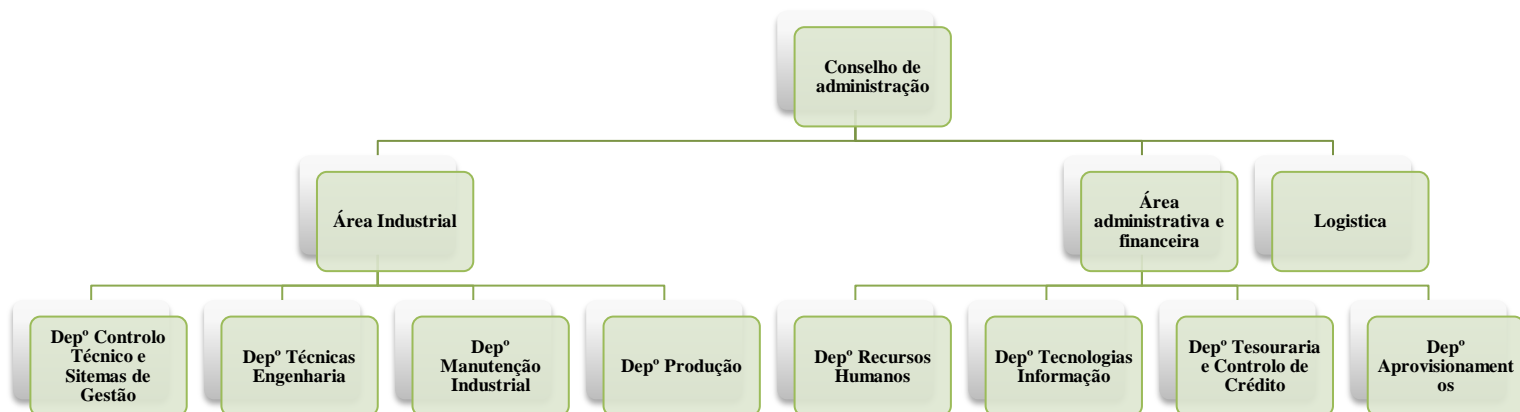 Conselho de
administração
Área Industrial
Área
administrativa e
financeira
Logistica
Depº Controlo
Técnico e
Sitemas de
Gestão
Depº Técnicas
Engenharia
Depº
Manutenção
Industrial
Depº Produção
Depº Recursos
Humanos
Depº Tecnologias
Informação
Depº Tesouraria
e Controlo de
Crédito
Depº
Aprovisionament
os